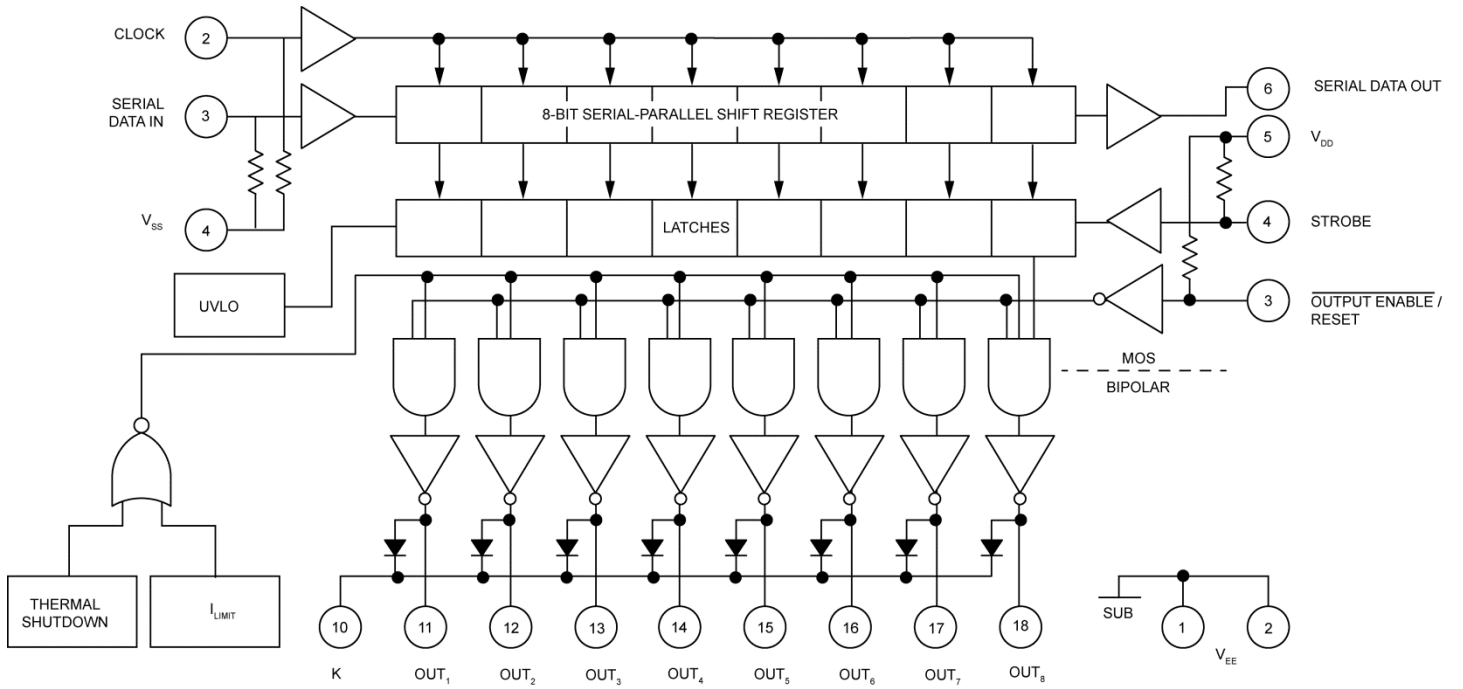 CLOCK
2
SERIAL
DATA IN
3
V_SS
4
8-BIT SERIAL-PARALLEL SHIFT REGISTER
6
SERIAL DATA OUT
5
V_DD
LATCHES
4
STROBE
UVLO
3
OUTPUT ENABLE /
RESET
MOS
BIPOLAR
THERMAL
SHUTDOWN
I_LIMIT
10
11
12
13
14
15
16
17
18
K
OUT_1
OUT_2
OUT_3
OUT_4
OUT_5
OUT_6
OUT_7
OUT_8
SUB
1
2
V_EE